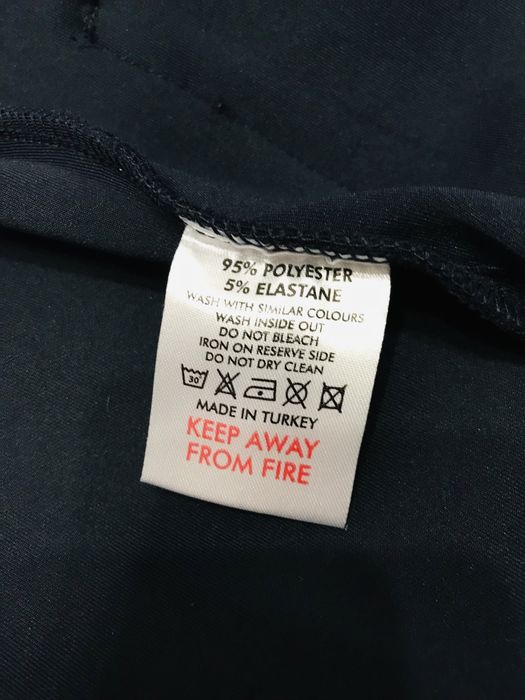 95% POLYESTER
5% ELASTANE
WASH WITH SIMILAR COLOURS
WASH INSIDE OUT
DO NOT BLEACH
IRON ON RESERVE SIDE
DO NOT DRY CLEAN
30
MADE IN TURKEY
KEEP AWAY
FROM FIRE